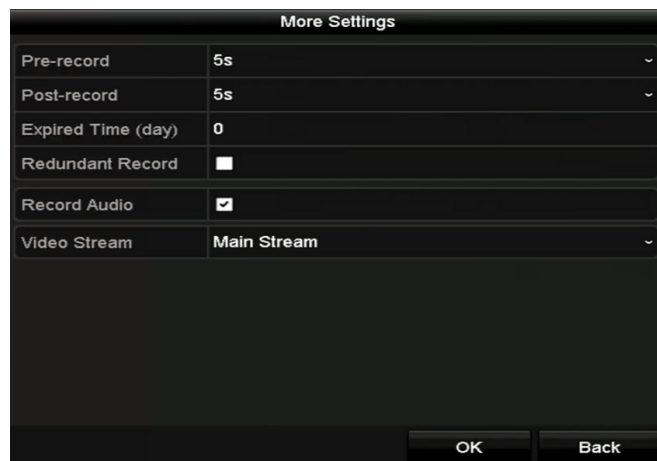 More Settings
Pre-record 5s
Post-record 5s
Expired Time (day) 0
Redundant Record
Record Audio
Video Stream Main Stream
OK Back